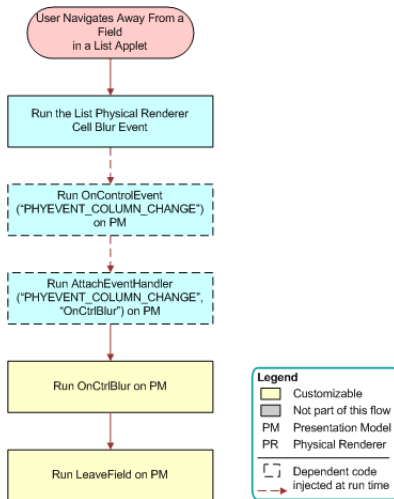 User Navigates Away From a
Field
in a List Applet
Run the List Physical Renderer
Cell Blur Event
Run OnControlEvent
("PHYEVENT_COLUMN_CHANGE")
on PM
Run AttachEventHandler
("PHYEVENT_COLUMN_CHANGE",
"OnCtrlBlur") on PM
Run OnCtrlBlur on PM
Run LeaveField on PM
Legend
Customizable
Not part of this flow
PM Presentation Model
PR Physical Renderer
Dependent code
injected at run time